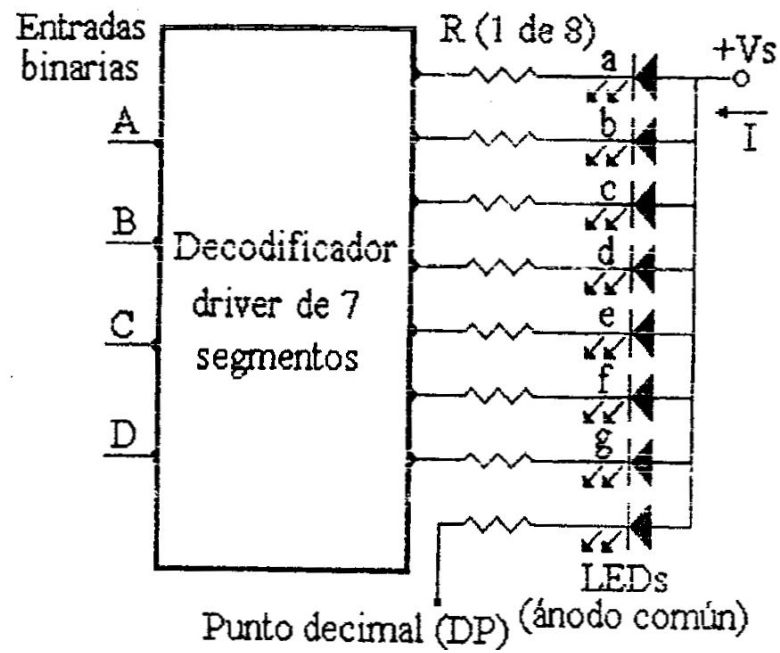 Entradas
binarias
A
B
C
D
Decodificador
driver de 7
segmentos
R (1 de 8)
a
b
c
d
e
f
g
+Vs
I
LEDs
(ánodo común)
Punto decimal (DP)